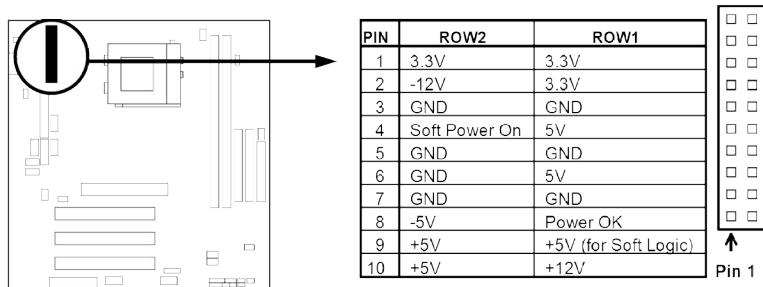 PIN ROW2 ROW1
1 3.3V 3.3V
2 -12V 3.3V
3 GND GND
4 Soft Power On 5V
5 GND GND
6 GND 5V
7 GND GND
8 -5V Power OK
9 +5V +5V (for Soft Logic)
10 +5V +12V
Pin 1